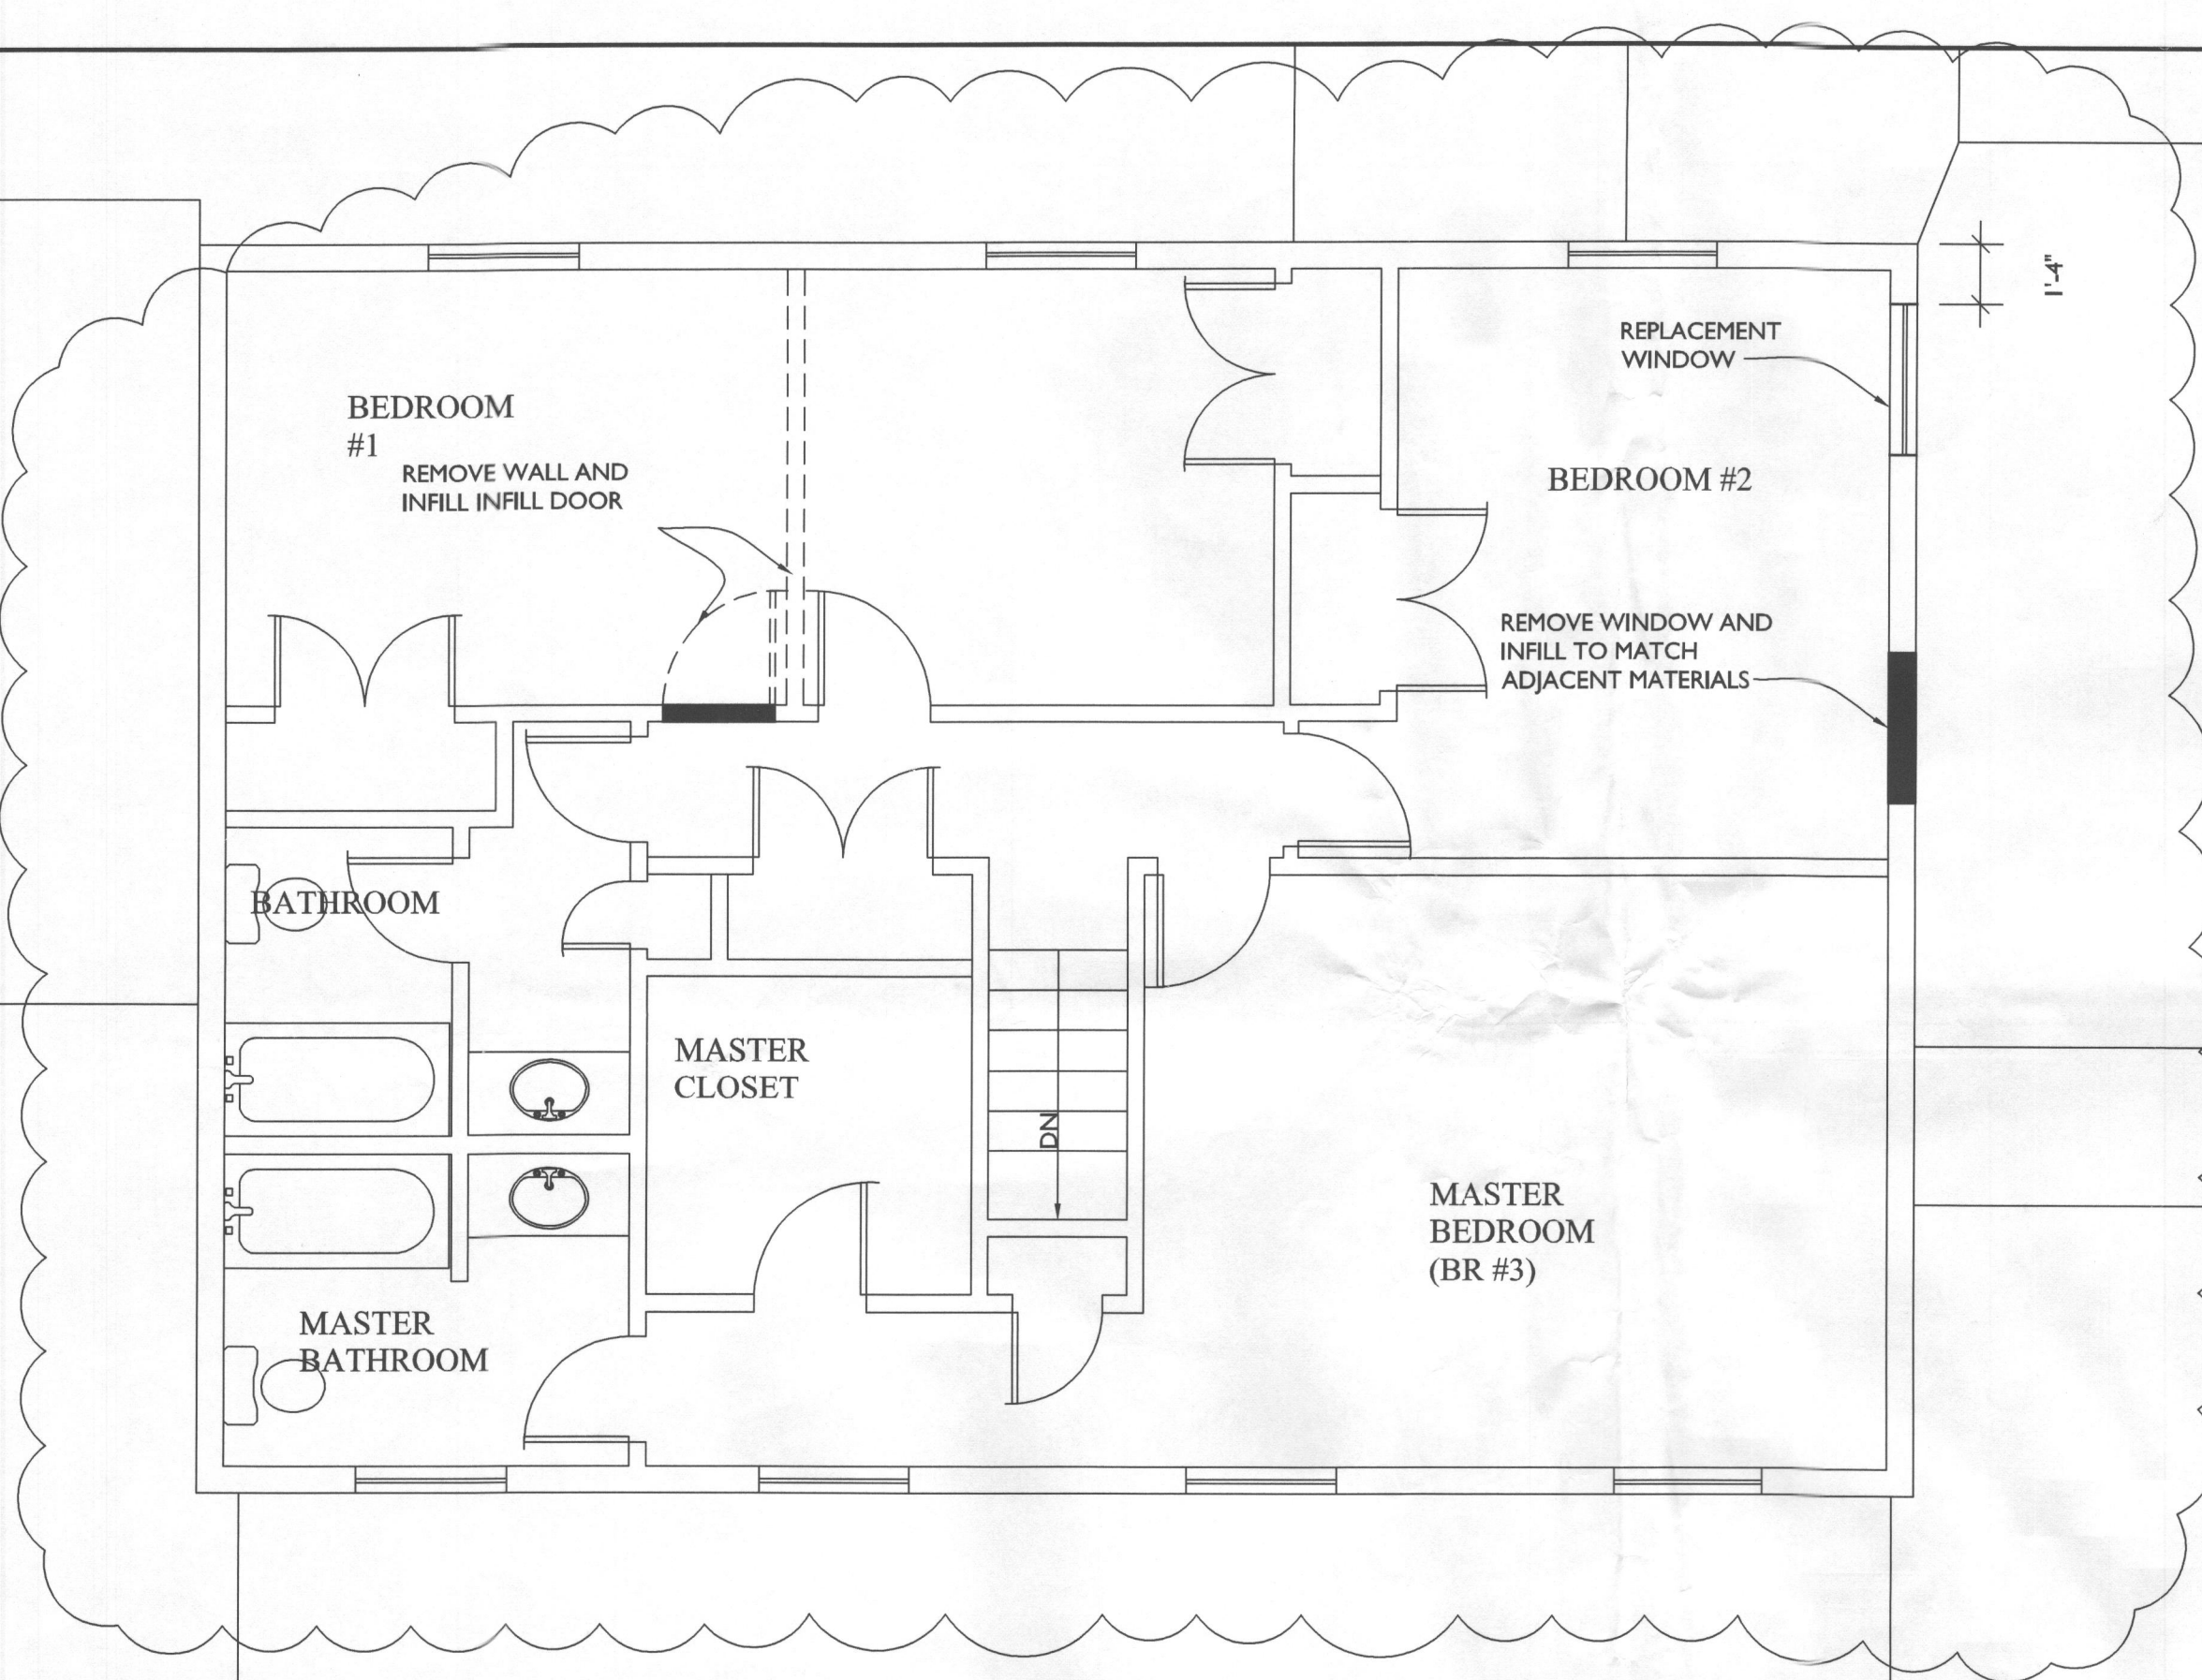 1'-4"
REPLACEMENT
WINDOW
BEDROOM
#1
REMOVE WALL AND
INFILL INFILL DOOR
BEDROOM #2
REMOVE WINDOW AND
INFILL TO MATCH
ADJACENT MATERIALS
BATHROOM
MASTER
CLOSET
DN
MASTER
BEDROOM
(BR #3)
MASTER
BATHROOM